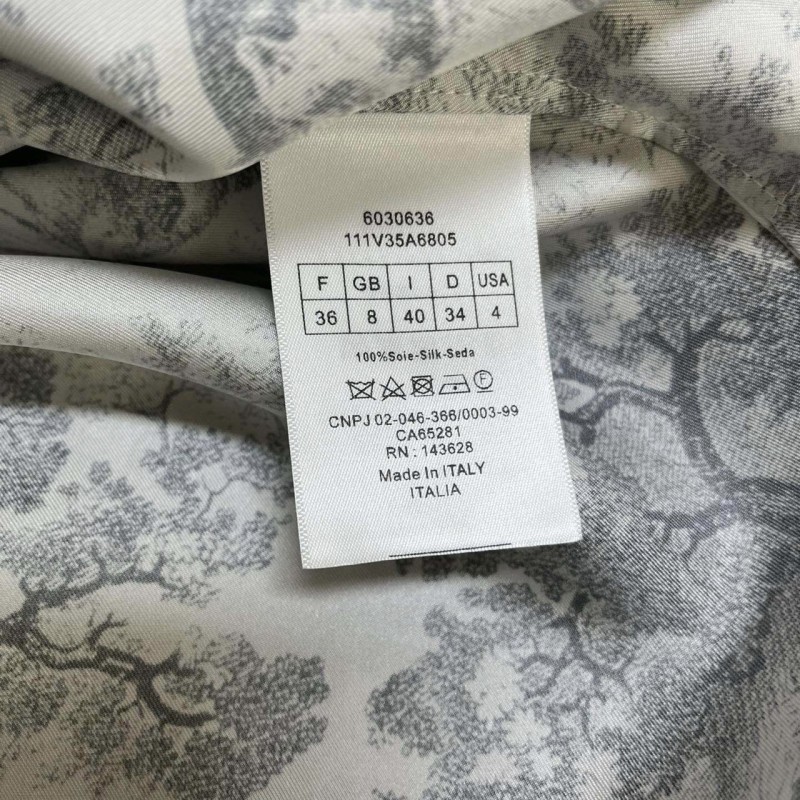 6030636
111V35A6805
F GB I D USA
36 8 40 34 4
100%Soie-Silk-Seda
F
CNPJ 02-046-366/0003-99
CA65281
RN : 143628
Made In ITALY
ITALIA